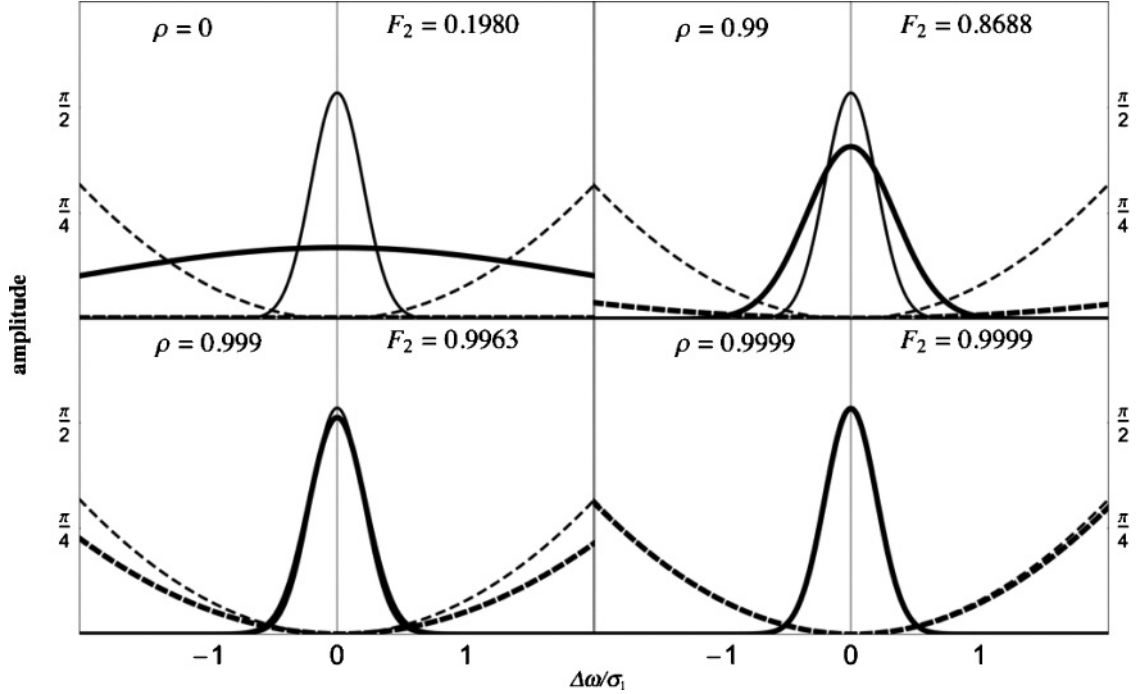 ρ = 0
F₂ = 0.1980
ρ = 0.99
F₂ = 0.8688
π/2
π/4
π/2
π/4
amplitude
ρ = 0.999
F₂ = 0.9963
ρ = 0.9999
F₂ = 0.9999
π/2
π/4
π/2
π/4
−1 0 1
−1 0 1
Δω/σ₁